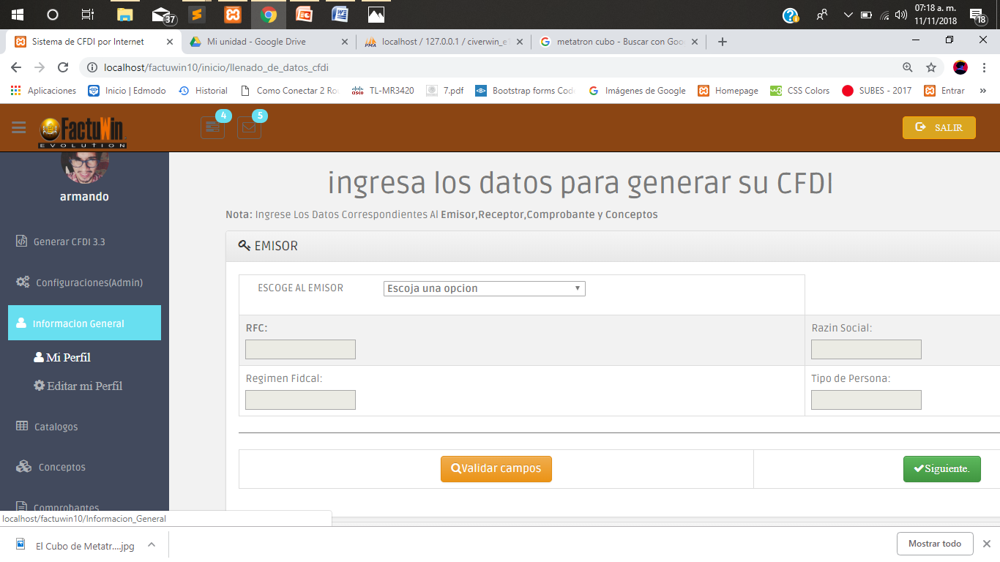 37
07:18 a. m.
11/11/2018
18
Sistema de CFDI por Internet
Mi unidad - Google Drive
localhost / 127.0.0.1 / civerwin_e
metatron cubo - Buscar con Goo
localhost/factuwin10/inicio/llenado_de_datos_cfdi
Aplicaciones
Inicio | Edmodo
Historial
Como Conectar 2 Ro
TL-MR3420
7.pdf
Bootstrap forms Cod
Imágenes de Google
Homepage
CSS Colors
SUBES - 2017
Entrar
»
FactuWin
EVOLUTION
4
5
SALIR
armando
Generar CFDI 3.3
Configuraciones(Admin)
Informacion General
Mi Perfil
Editar mi Perfil
Catalogos
Conceptos
Comprobantes
ingresa los datos para generar su CFDI
Nota: Ingrese Los Datos Correspondientes Al Emisor,Receptor,Comprobante y Conceptos
EMISOR
ESCOGE AL EMISOR
Escoja una opcion
RFC:
Razin Social:
Regimen Fidcal:
Tipo de Persona:
Validar campos
Siguiente.
localhost/factuwin10/Informacion_General
El Cubo de Metatr....jpg
Mostrar todo